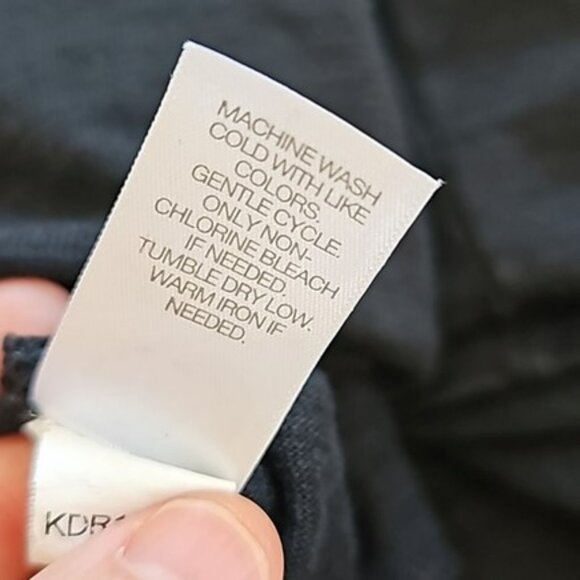 MACHINE WASH
COLD WITH LIKE
COLORS.
GENTLE CYCLE.
ONLY NON-
CHLORINE BLEACH
IF NEEDED.
TUMBLE DRY LOW.
WARM IRON IF
NEEDED.